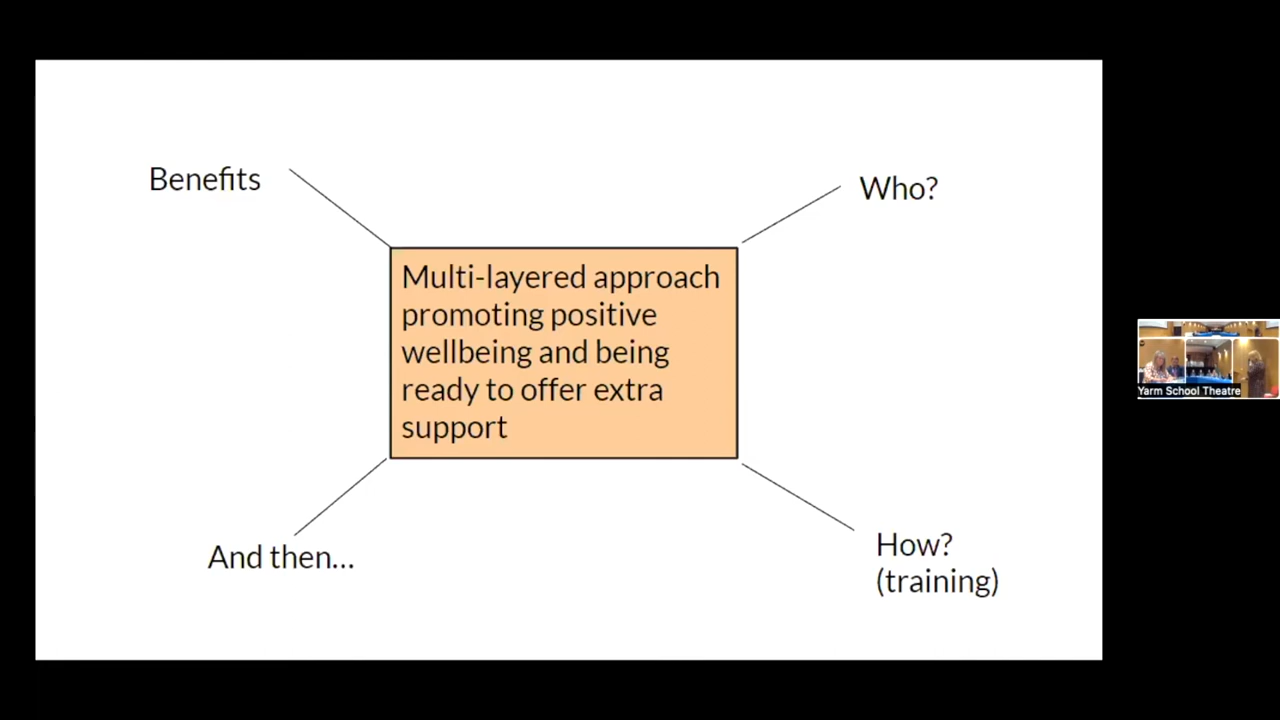 Benefits
Who?
Multi-layered approach
promoting positive
wellbeing and being
ready to offer extra
support
And then...
How?
(training)
Yarm School Theatre